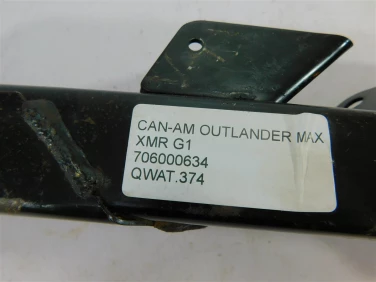 CAN-AM OUTLANDER MAX
XMR G1
706000634
QWAT.374